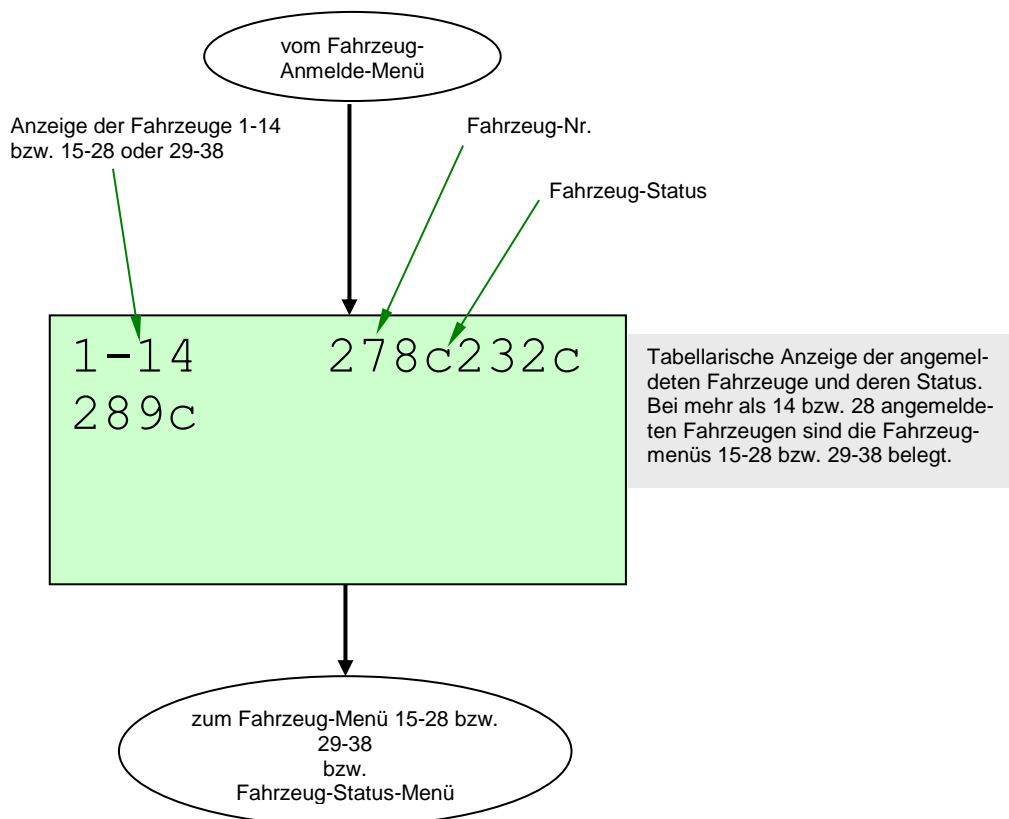 vom Fahrzeug-
Anmelde-Menü
Anzeige der Fahrzeuge 1-14
bzw. 15-28 oder 29-38
Fahrzeug-Nr.
Fahrzeug-Status
1-14 278c232c
289c
Tabellarische Anzeige der angemel-
deten Fahrzeuge und deren Status.
Bei mehr als 14 bzw. 28 angemelde-
ten Fahrzeugen sind die Fahrzeug-
menüs 15-28 bzw. 29-38 belegt.
zum Fahrzeug-Menü 15-28 bzw.
29-38
bzw.
Fahrzeug-Status-Menü